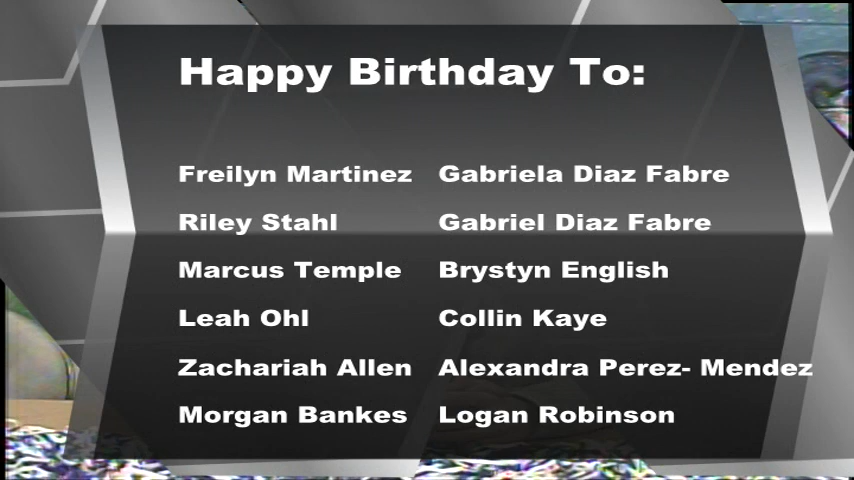 Happy Birthday To:
Freilyn Martinez Gabriela Diaz Fabre
Riley Stahl Gabriel Diaz Fabre
Marcus Temple Brystyn English
Leah Ohl Collin Kaye
Zachariah Allen Alexandra Perez- Mendez
Morgan Bankes Logan Robinson